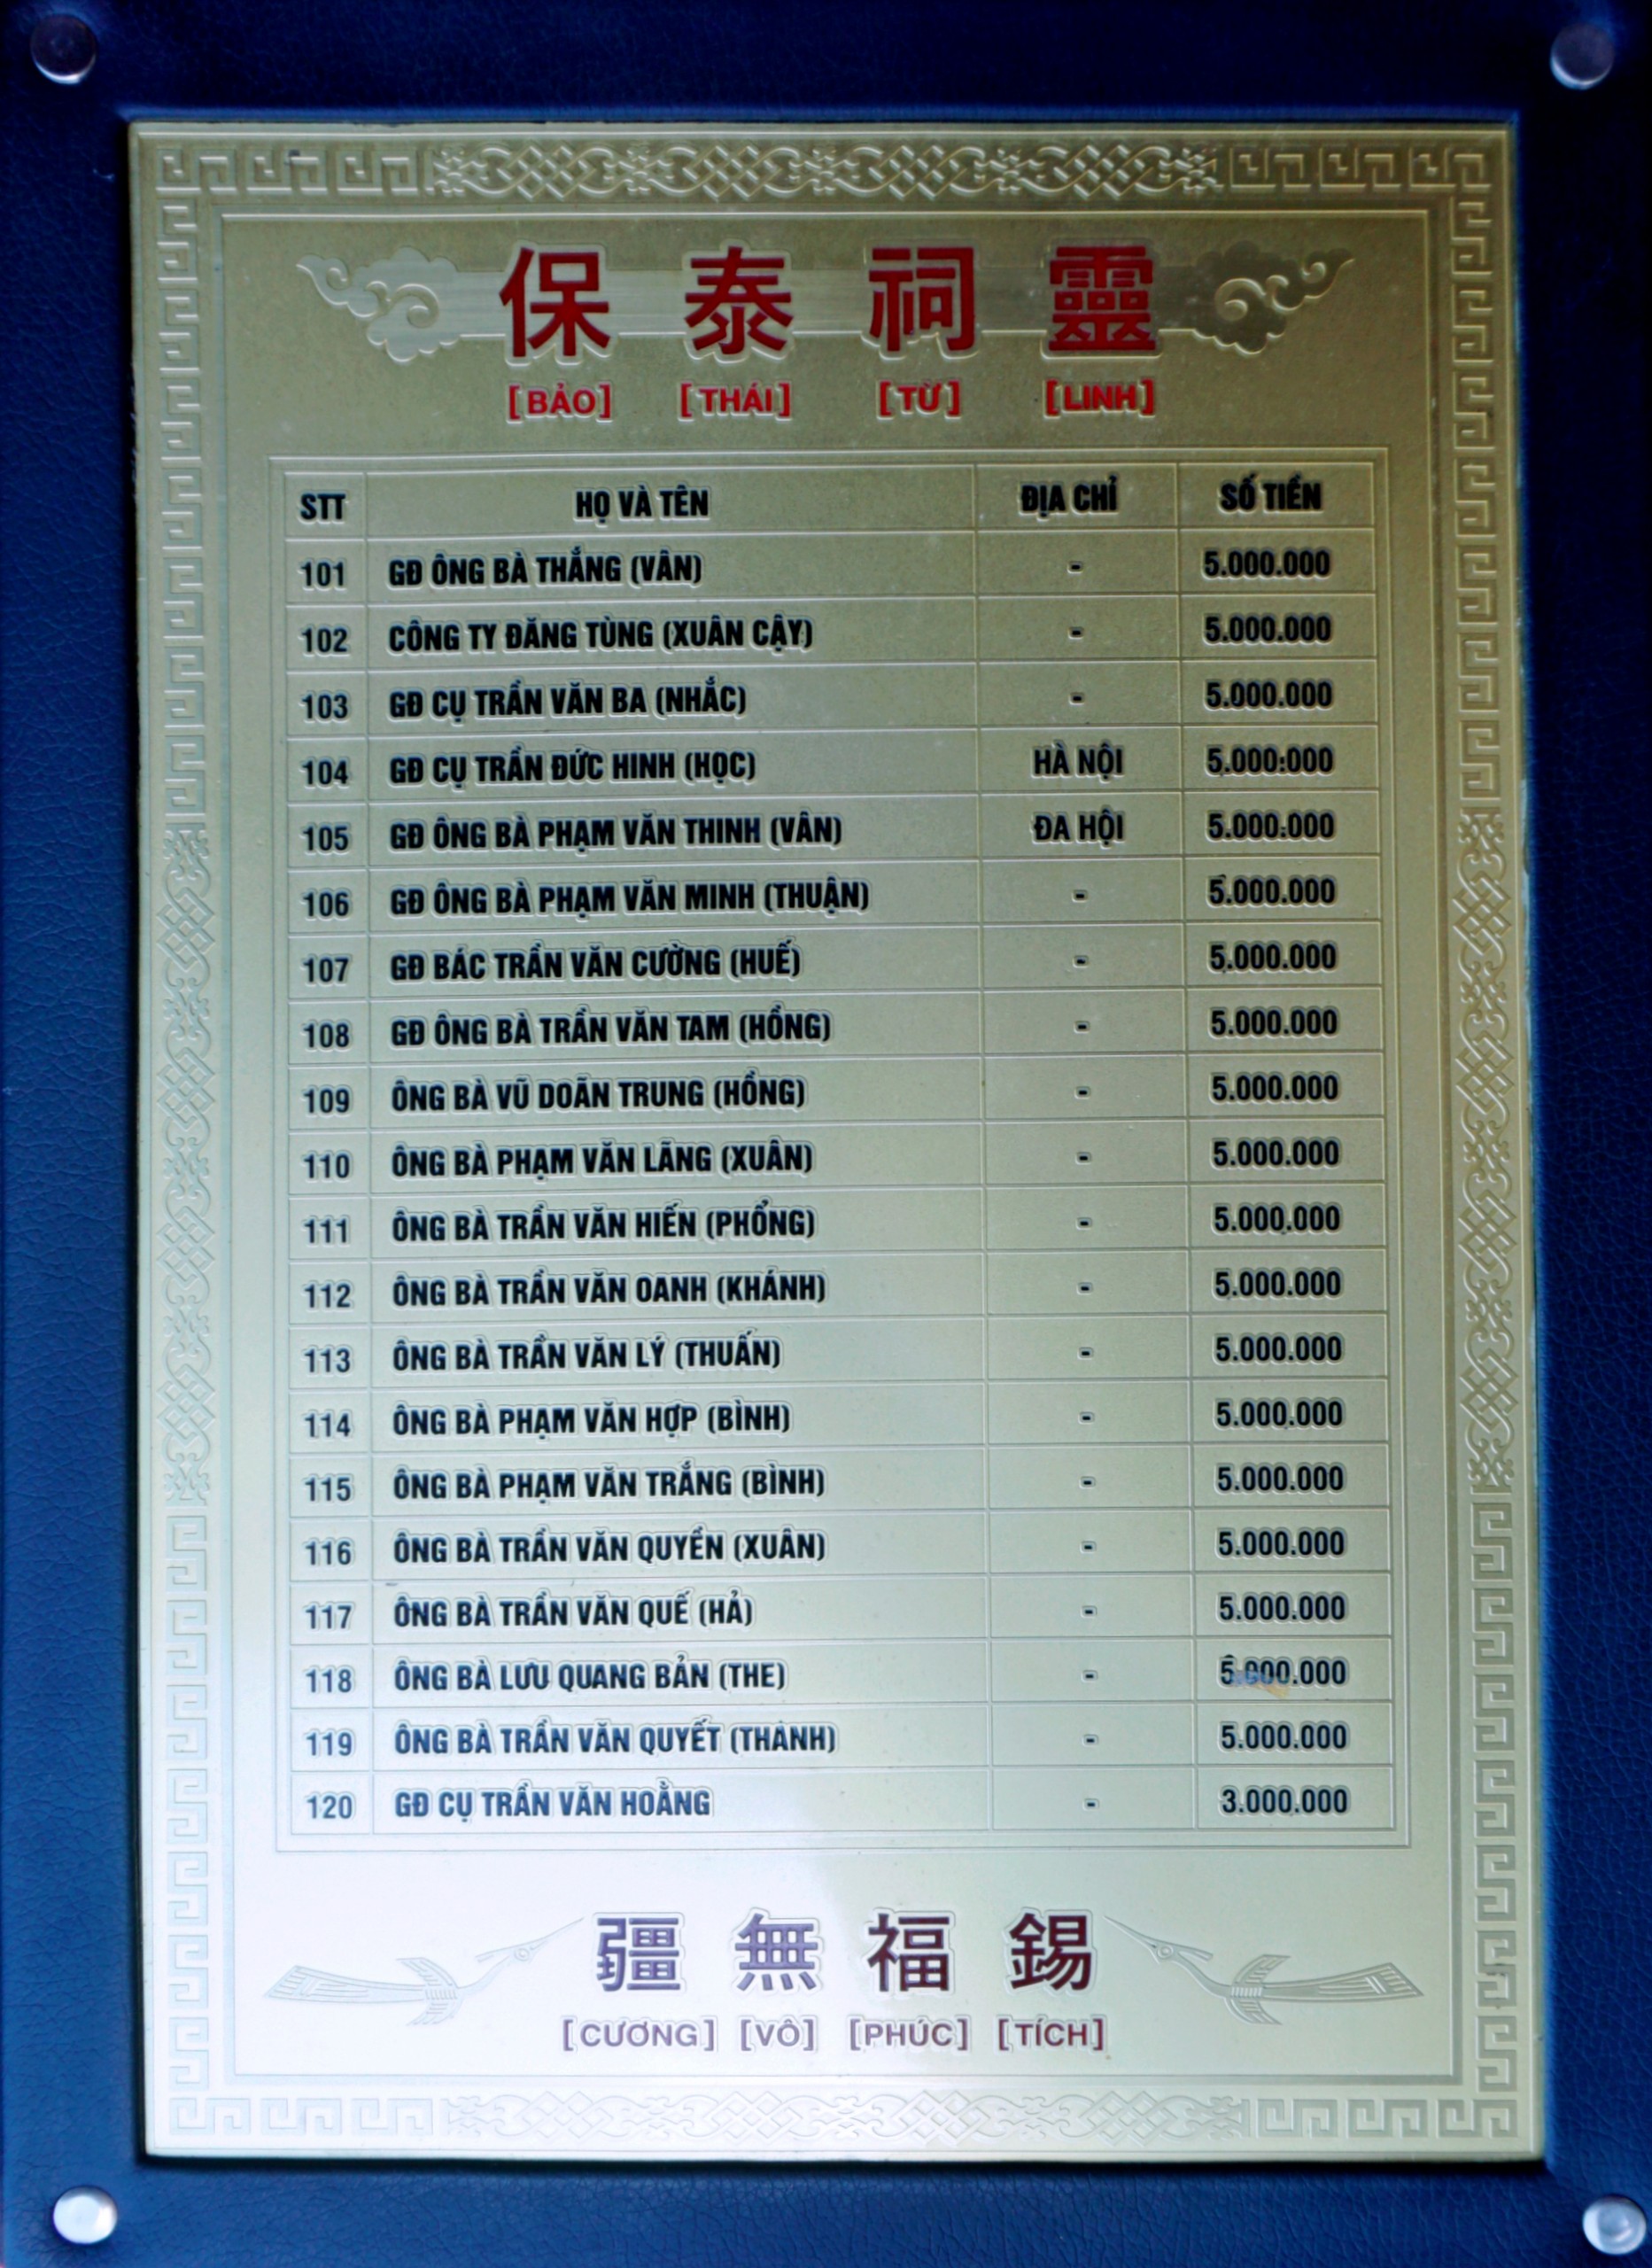 保 泰 祠 靈
[BẢO] [THÁI] [TỪ] [LINH]
STT HỌ VÀ TÊN ĐỊA CHỈ SỐ TIỀN
101 GĐ ÔNG BÀ THẮNG (VÂN) - 5.000.000
102 CÔNG TY ĐĂNG TÙNG (XUÂN CẬY) - 5.000.000
103 GĐ CỤ TRẦN VĂN BA (NHẮC) - 5.000.000
104 GĐ CỤ TRẦN ĐỨC HINH (HỌC) HÀ NỘI 5.000.000
105 GĐ ÔNG BÀ PHẠM VĂN THINH (VÂN) ĐA HỘI 5.000.000
106 GĐ ÔNG BÀ PHẠM VĂN MINH (THUẬN) - 5.000.000
107 GĐ BÁC TRẦN VĂN CƯỜNG (HUẾ) - 5.000.000
108 GĐ ÔNG BÀ TRẦN VĂN TAM (HỒNG) - 5.000.000
109 ÔNG BÀ VŨ DOÃN TRUNG (HỒNG) - 5.000.000
110 ÔNG BÀ PHẠM VĂN LÃNG (XUÂN) - 5.000.000
111 ÔNG BÀ TRẦN VĂN HIẾN (PHỔNG) - 5.000.000
112 ÔNG BÀ TRẦN VĂN OANH (KHÁNH) - 5.000.000
113 ÔNG BÀ TRẦN VĂN LÝ (THUẤN) - 5.000.000
114 ÔNG BÀ PHẠM VĂN HỢP (BÌNH) - 5.000.000
115 ÔNG BÀ PHẠM VĂN TRẮNG (BÌNH) - 5.000.000
116 ÔNG BÀ TRẦN VĂN QUYỀN (XUÂN) - 5.000.000
117 ÔNG BÀ TRẦN VĂN QUẾ (HẢ) - 5.000.000
118 ÔNG BÀ LƯU QUANG BẢN (THE) - 5.000.000
119 ÔNG BÀ TRẦN VĂN QUYẾT (THÀNH) - 5.000.000
120 GĐ CỤ TRẦN VĂN HOẰNG - 3.000.000
疆 無 福 錫
[CƯƠNG] [VÔ] [PHÚC] [TÍCH]